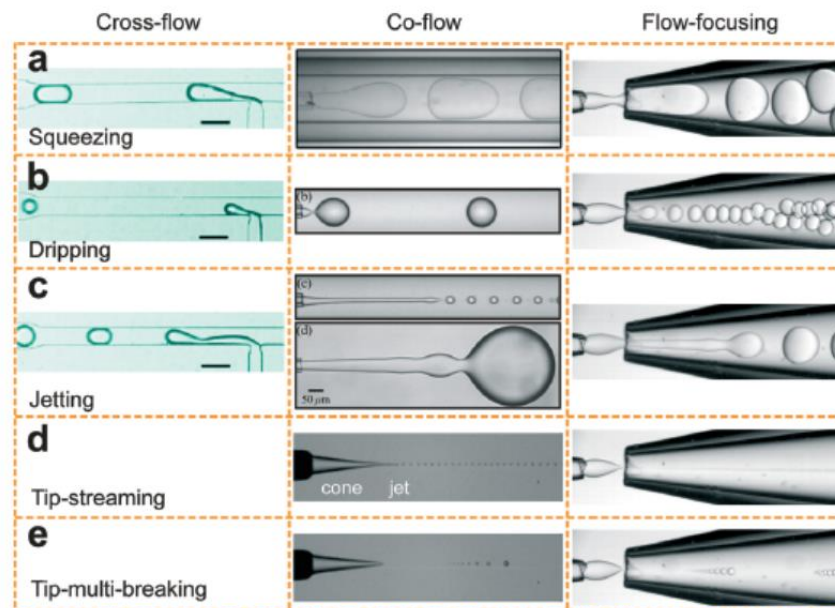 Cross-flow
Co-flow
Flow-focusing
a
Squeezing
b
(b)
Dripping
c
(c)
(d)
50 μm
Jetting
d
cone jet
Tip-streaming
e
Tip-multi-breaking